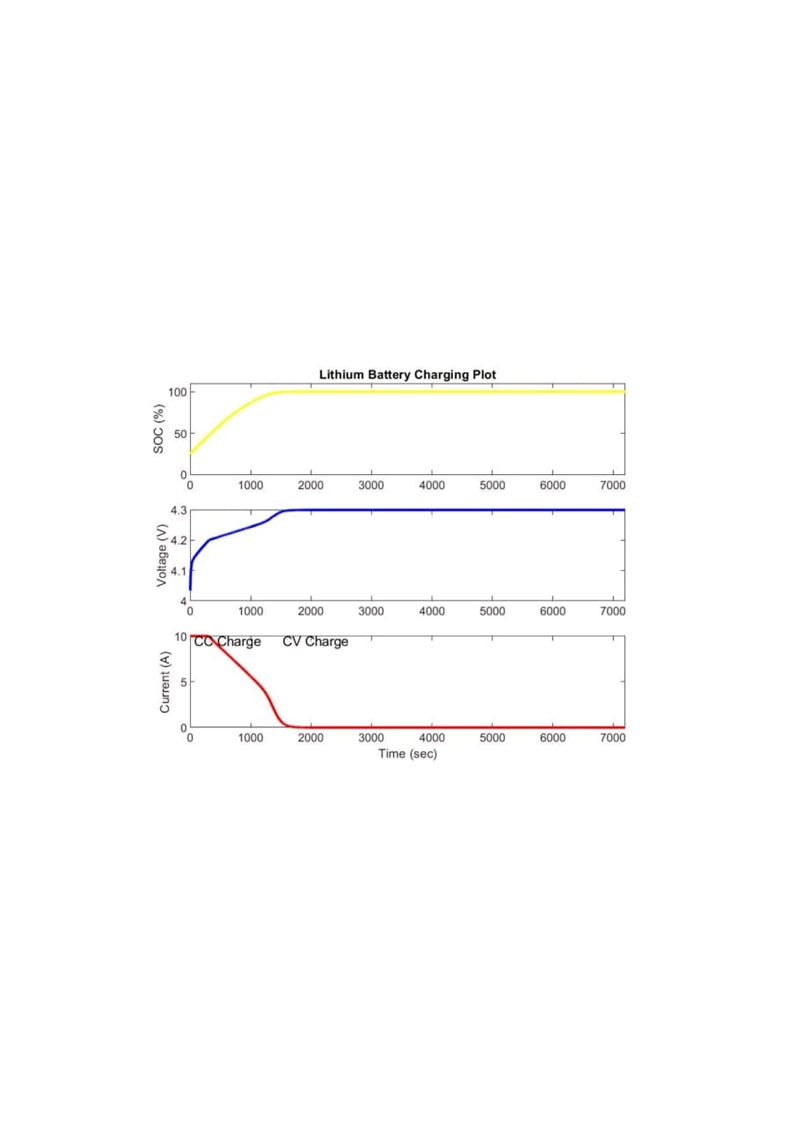 Lithium Battery Charging Plot
100
50
0
SOC (%)
0 1000 2000 3000 4000 5000 6000 7000
4.3
4.2
4.1
4
Voltage (V)
0 1000 2000 3000 4000 5000 6000 7000
10
5
0
Current (A)
CC Charge CV Charge
0 1000 2000 3000 4000 5000 6000 7000
Time (sec)